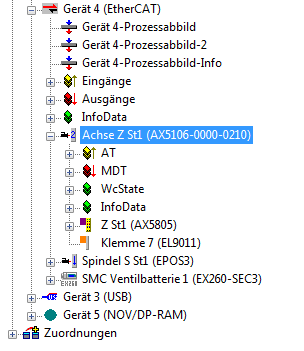 Gerät 4 (EtherCAT)
Gerät 4-Prozessabbild
Gerät 4-Prozessabbild-2
Gerät 4-Prozessabbild-Info
Eingänge
Ausgänge
InfoData
Achse Z St1 (AX5106-0000-0210)
AT
MDT
WcState
InfoData
Z St1 (AX5805)
Klemme 7 (EL9011)
Spindel S St1 (EPOS3)
SMC Ventilbatterie 1 (EX260-SEC3)
Gerät 3 (USB)
Gerät 5 (NOV/DP-RAM)
Zuordnungen